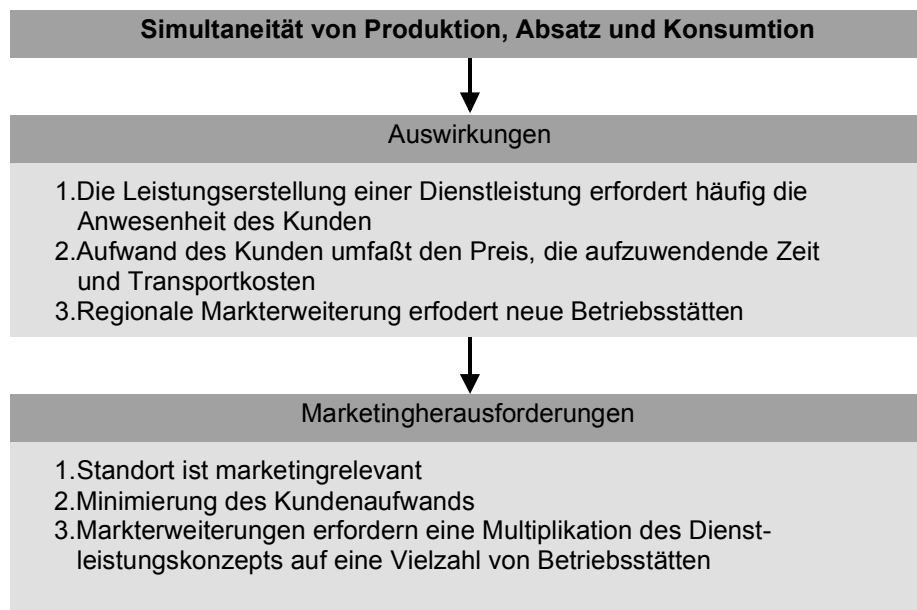 Simultaneität von Produktion, Absatz und Konsumtion
Auswirkungen
1.Die Leistungserstellung einer Dienstleistung erfordert häufig die
Anwesenheit des Kunden
2.Aufwand des Kunden umfaßt den Preis, die aufzuwendende Zeit
und Transportkosten
3.Regionale Markterweiterung erfodert neue Betriebsstätten
Marketingherausforderungen
1.Standort ist marketingrelevant
2.Minimierung des Kundenaufwands
3.Markterweiterungen erfordern eine Multiplikation des Dienst-
leistungskonzepts auf eine Vielzahl von Betriebsstätten